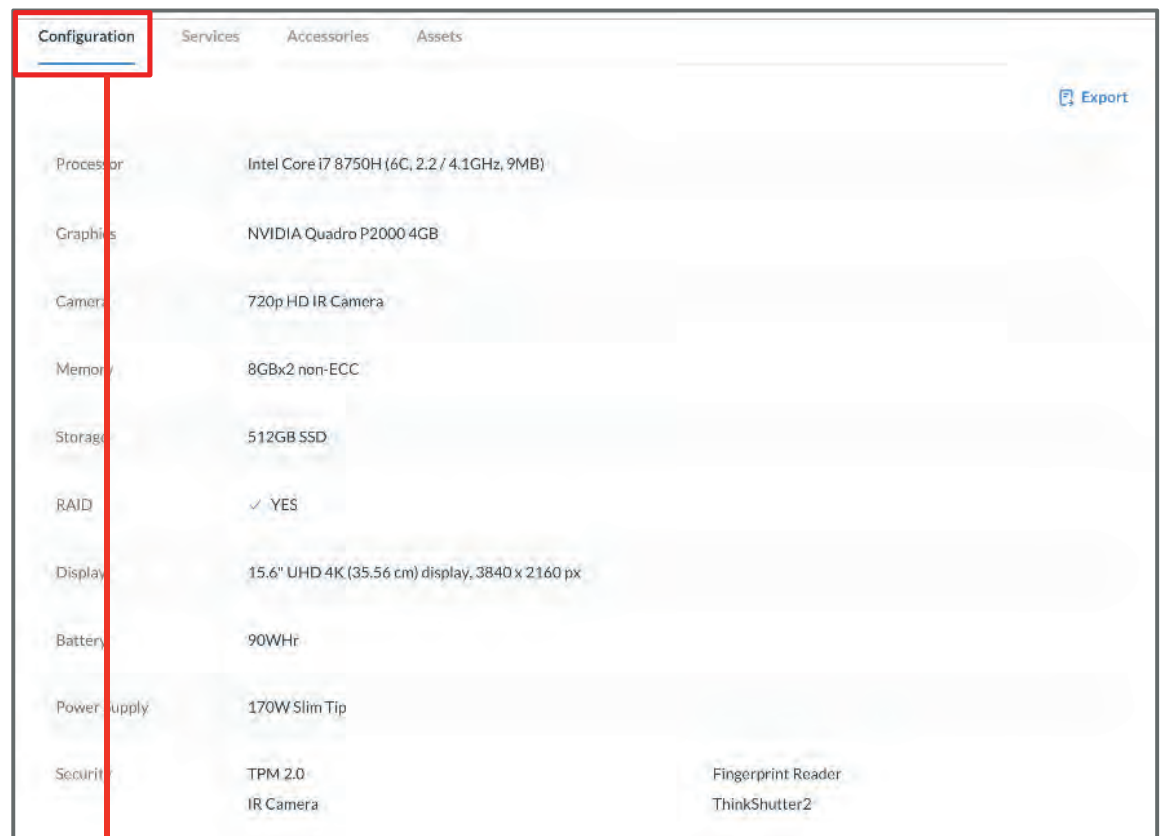 Configuration Services Accessories Assets
Export
Processor Intel Core i7 8750H (6C, 2.2 / 4.1GHz, 9MB)
Graphics NVIDIA Quadro P2000 4GB
Camera 720p HD IR Camera
Memory 8GBx2 non-ECC
Storage 512GB SSD
RAID ✓ YES
Display 15.6" UHD 4K (35.56 cm) display, 3840 x 2160 px
Battery 90WHr
Power Supply 170W Slim Tip
Security TPM 2.0 Fingerprint Reader
IR Camera ThinkShutter2